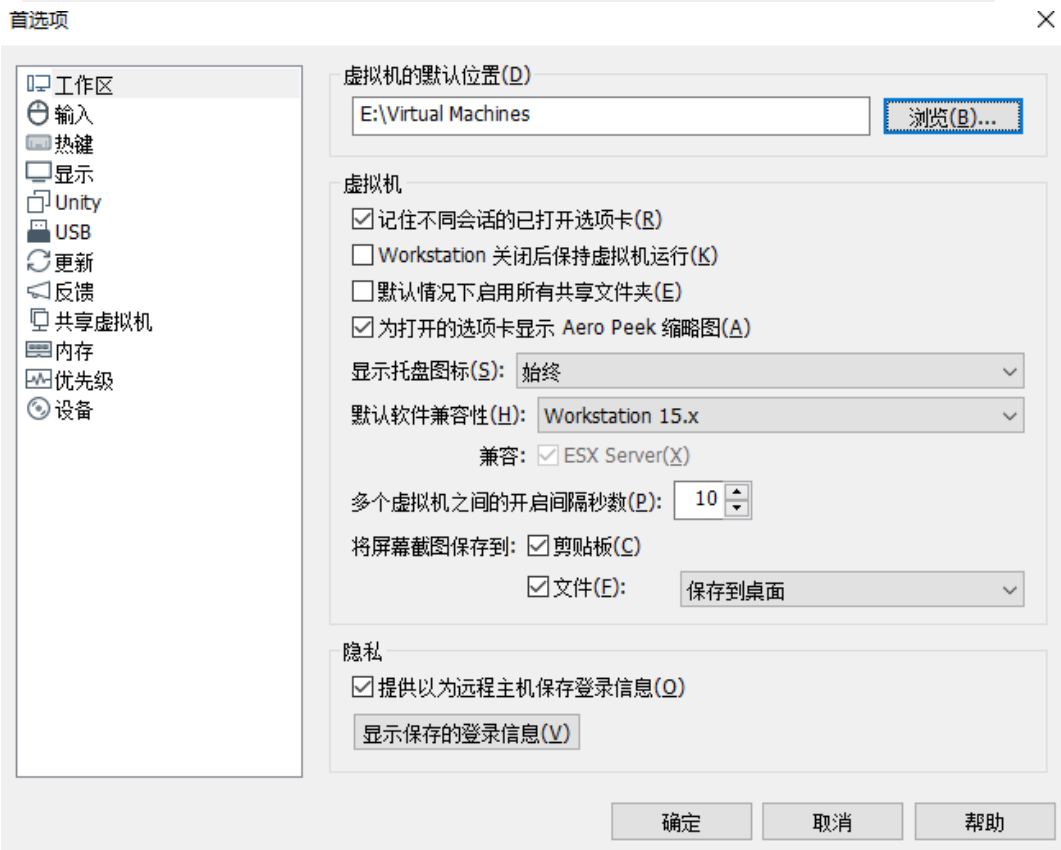 首选项
工作区
输入
热键
显示
Unity
USB
更新
反馈
共享虚拟机
内存
优先级
设备
虚拟机的默认位置(D)
E:\Virtual Machines
浏览(B)...
虚拟机
记住不同会话的已打开选项卡(R)
Workstation 关闭后保持虚拟机运行(K)
默认情况下启用所有共享文件夹(E)
为打开的选项卡显示 Aero Peek 缩略图(A)
显示托盘图标(S): 始终
默认软件兼容性(H): Workstation 15.x
兼容: ESX Server(X)
多个虚拟机之间的开启间隔秒数(P): 10
将屏幕截图保存到: 剪贴板(C)
文件(F): 保存到桌面
隐私
提供以为远程主机保存登录信息(O)
显示保存的登录信息(V)
确定 取消 帮助